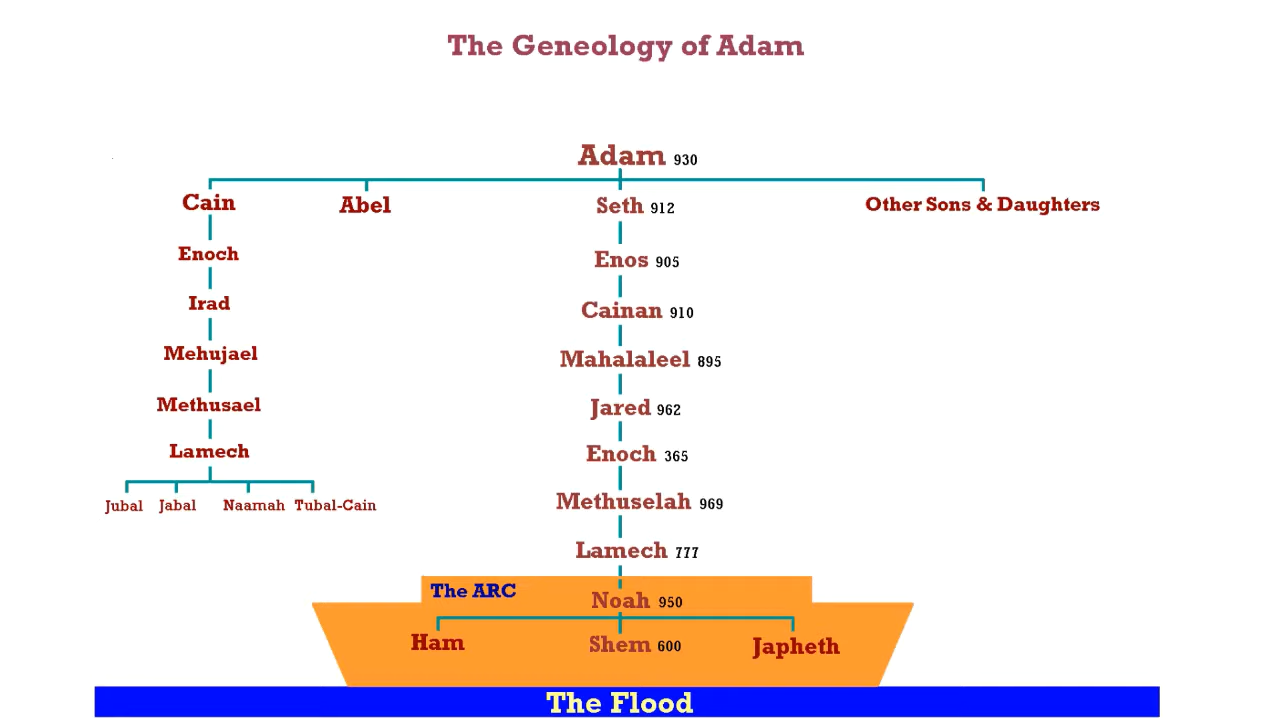 The Geneology of Adam
Adam 930
Cain Abel Seth 912 Other Sons & Daughters
Enoch Enos 905
Irad Cainan 910
Mehujael Mahalaleel 895
Methusael Jared 962
Lamech Enoch 365
Jubal Jabal Naamah Tubal-Cain Methuselah 969
Lamech 777
The ARC Noah 950
Ham Shem 600 Japheth
The Flood